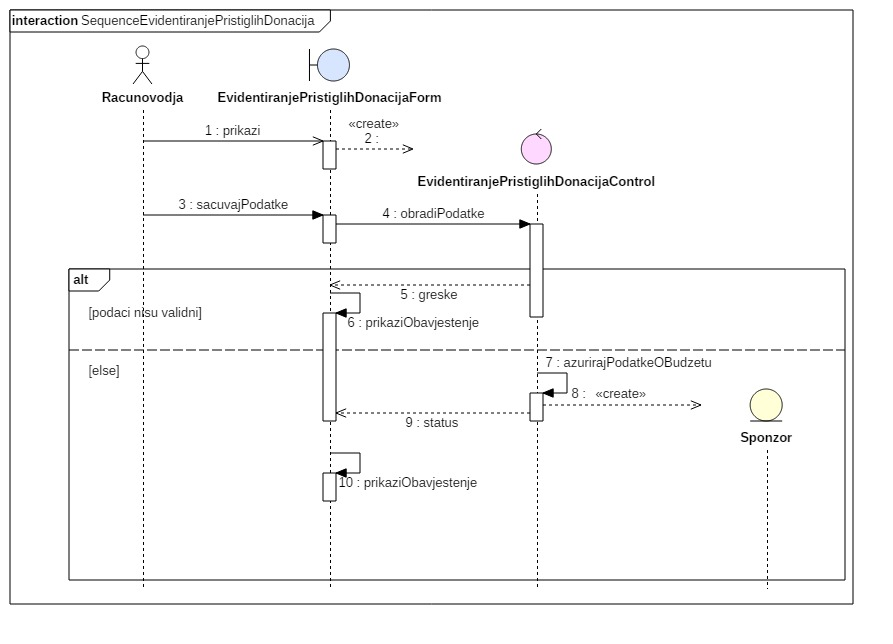 interaction SequenceEvidentiranjePristiglihDonacija
Racunovodja
EvidentiranjePristiglihDonacijaForm
«create»
1 : prikazi
2 :
EvidentiranjePristiglihDonacijaControl
3 : sacuvajPodatke
4 : obradiPodatke
alt
5 : greske
[podaci nisu validni]
6 : prikaziObavjestenje
[else]
7 : azurirajPodatkeOBudzetu
8 : «create»
9 : status
Sponzor
10 : prikaziObavjestenje